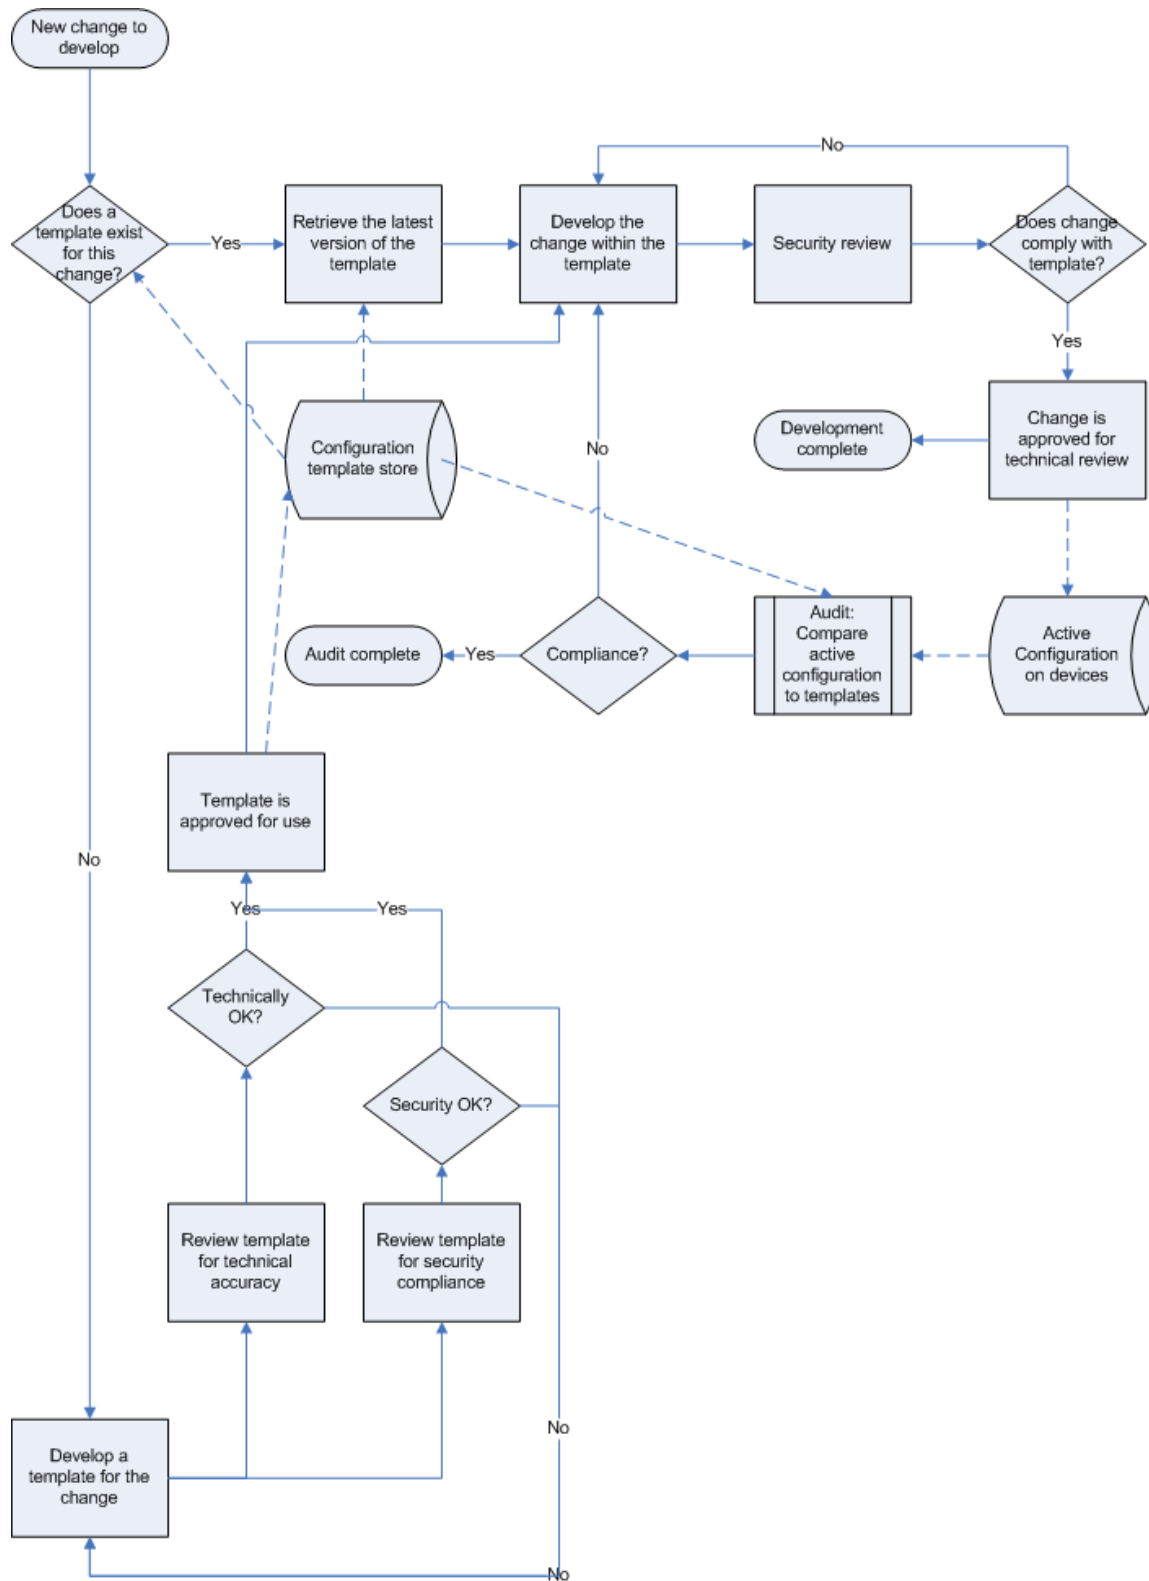 New change to
develop
No
Does a
template exist
for this
change?
Yes
Retrieve the latest
version of the
template
Develop the
change within the
template
Security review
Does change
comply with
template?
Yes
Configuration
template store
No
Development
complete
Change is
approved for
technical review
Audit complete
Yes
Compliance?
Audit:
Compare
active
configuration
to templates
Active
Configuration
on devices
Template is
approved for use
No
Yes
Yes
Technically
OK?
Security OK?
Review template
for technical
accuracy
Review template
for security
compliance
No
Develop a
template for the
change
No